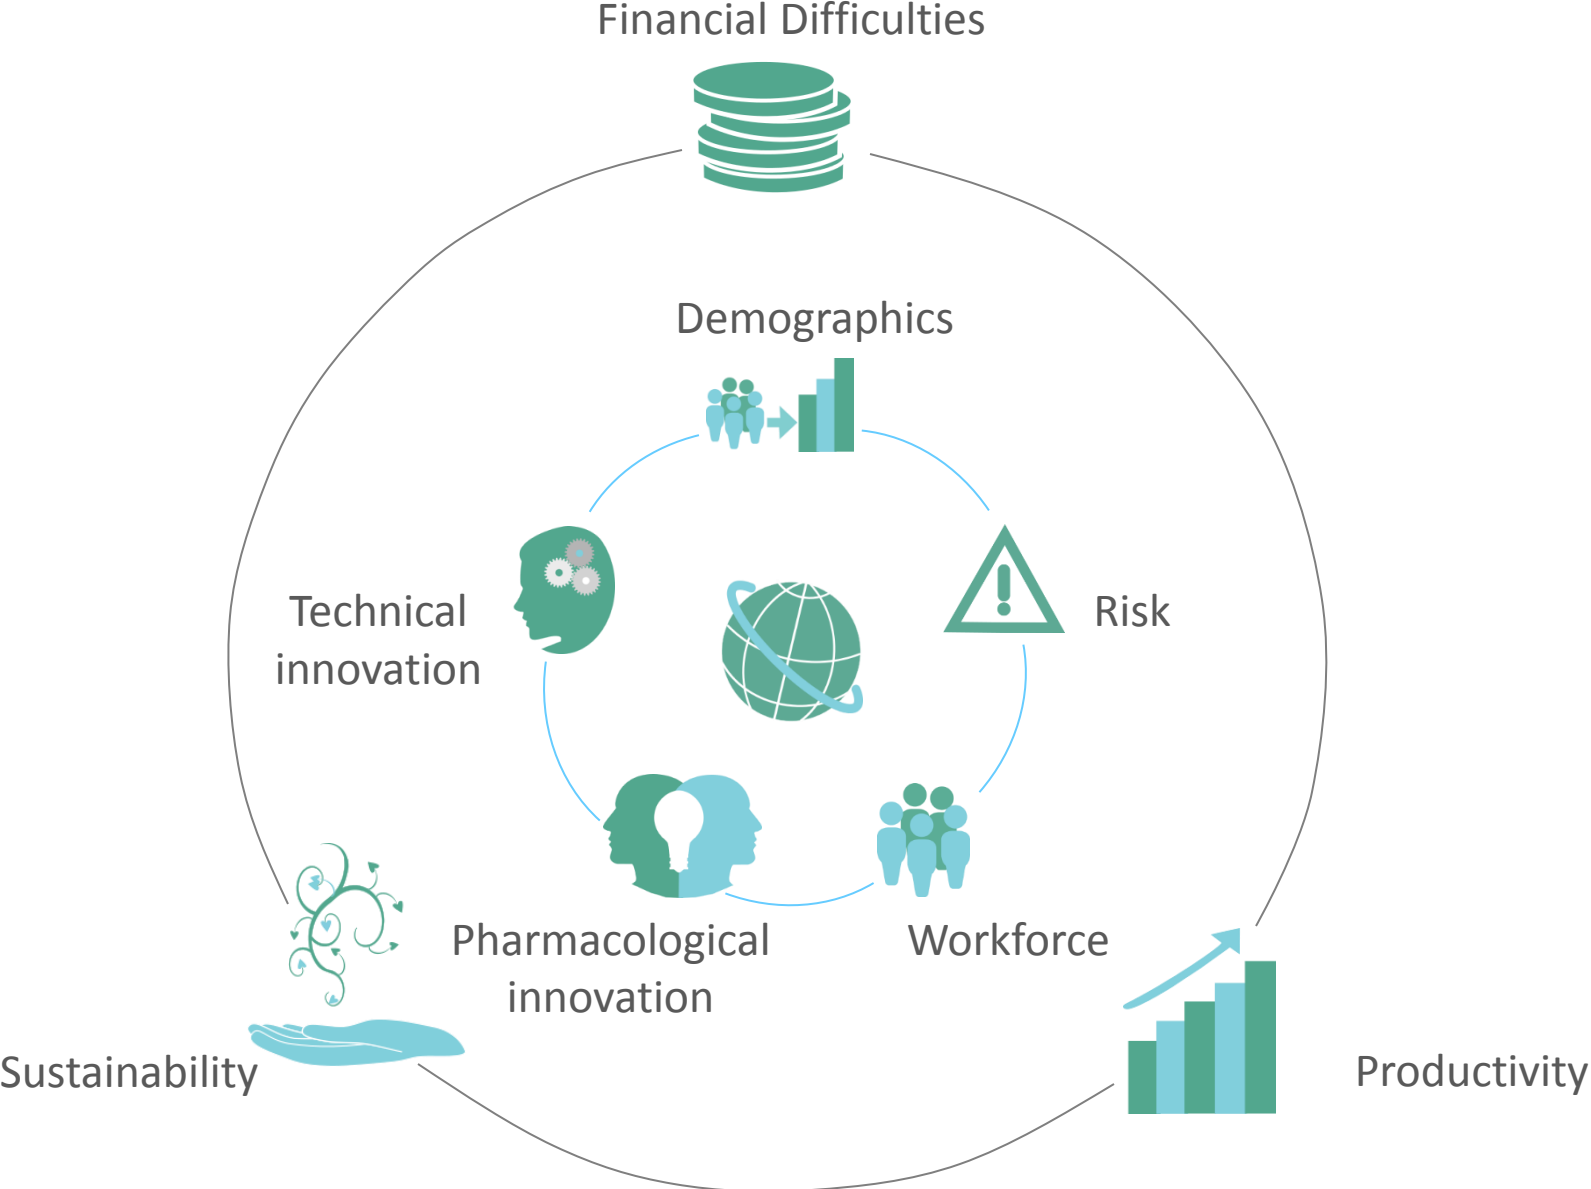 Financial Difficulties
Demographics
Technical
innovation
Risk
Pharmacological
innovation
Workforce
Sustainability
Productivity